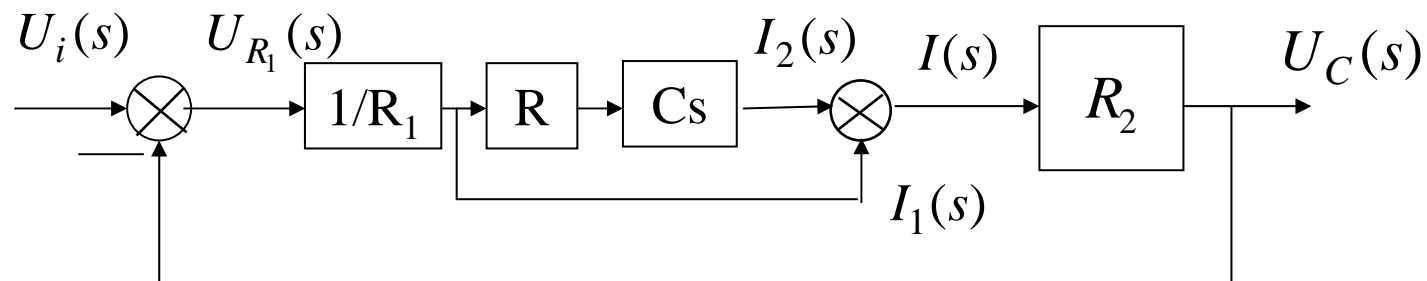 U_i(s) U_{R_1}(s) I_2(s) I(s) U_C(s)
1/R_1 R Cs R_2
I_1(s)